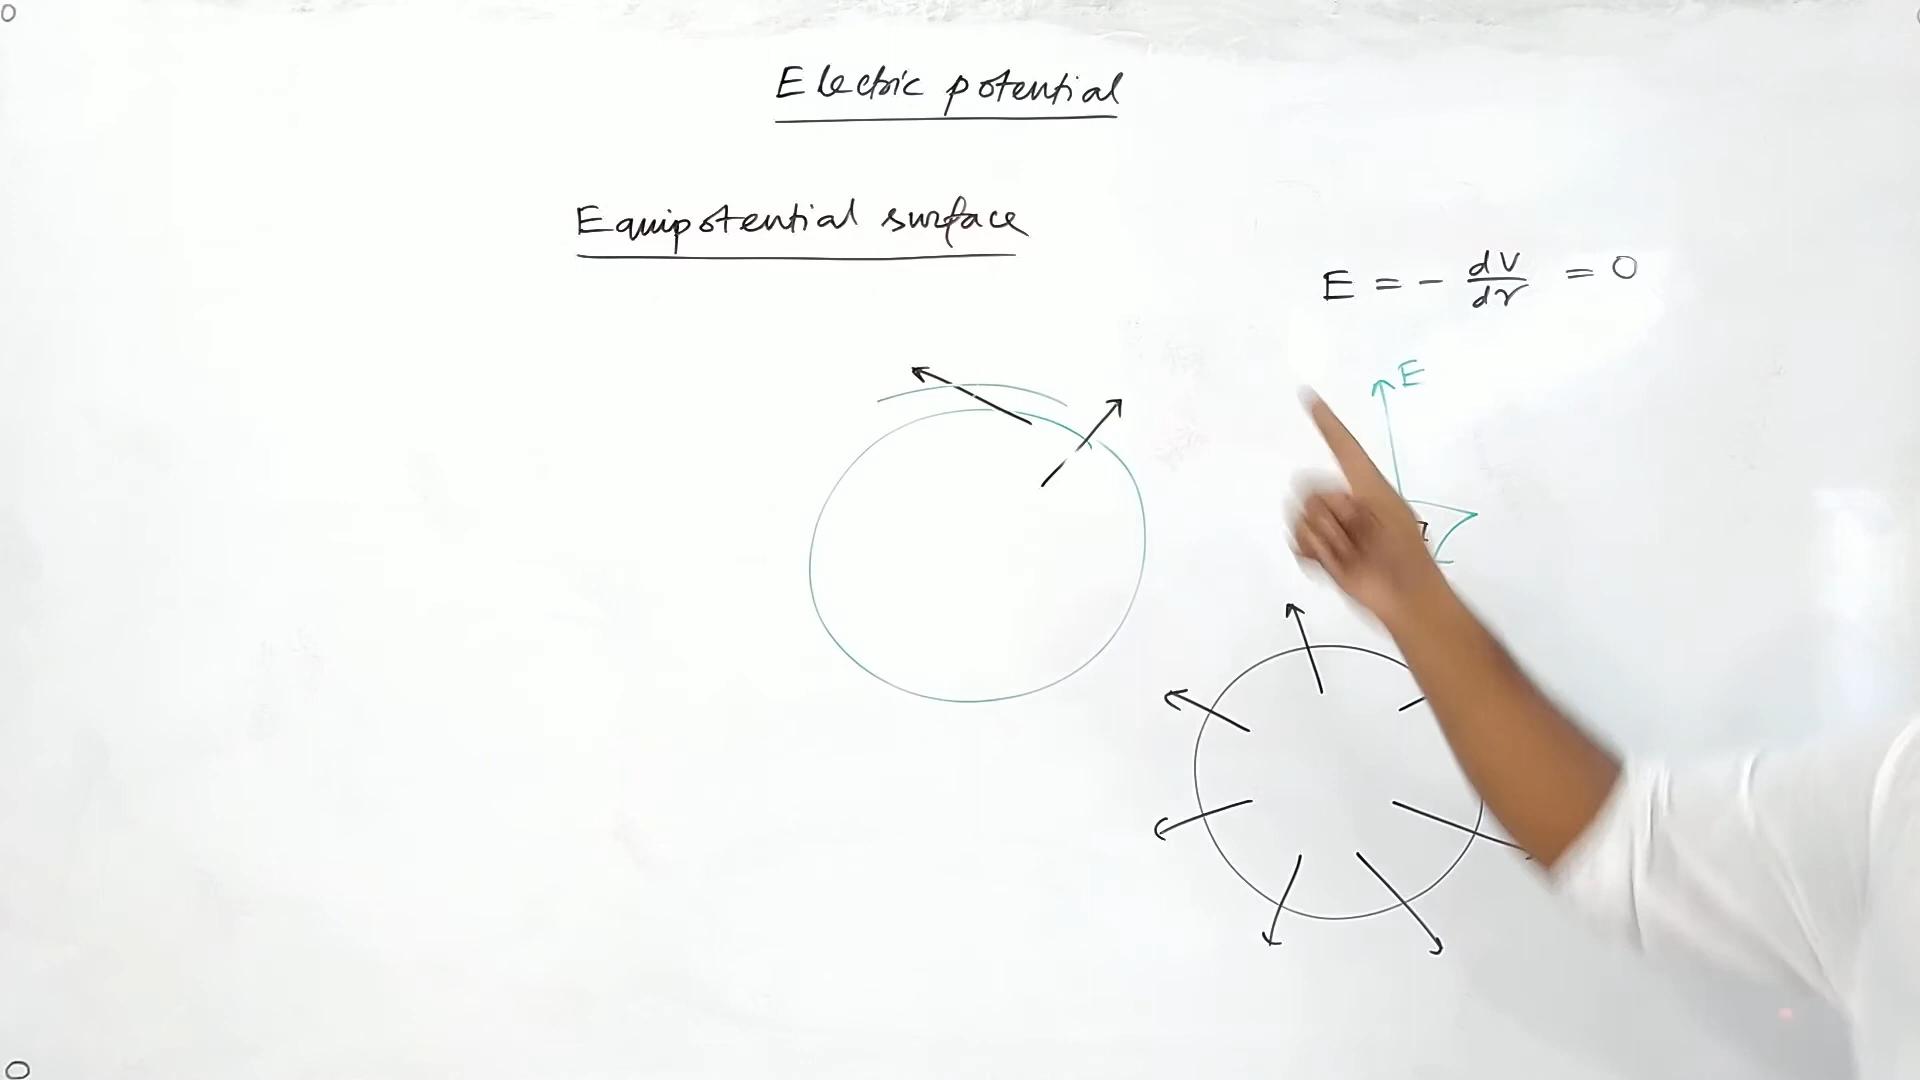 Electric potential
Equipotential surface
E = - dV/dr = 0
E